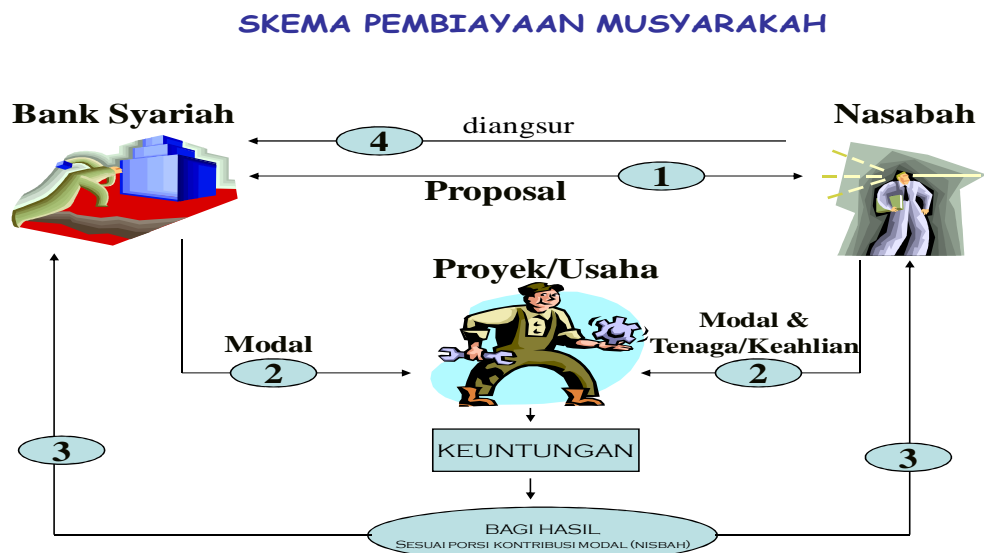 SKEMA PEMBIAYAAN MUSYARAKAH
Bank Syariah
Nasabah
diangsur
4
1
Proposal
Proyek/Usaha
Modal &
Tenaga/Keahlian
Modal
2
2
KEUNTUNGAN
3
3
BAGI HASIL
SESUAI PORSI KONTRIBUSI MODAL (NISBAH)